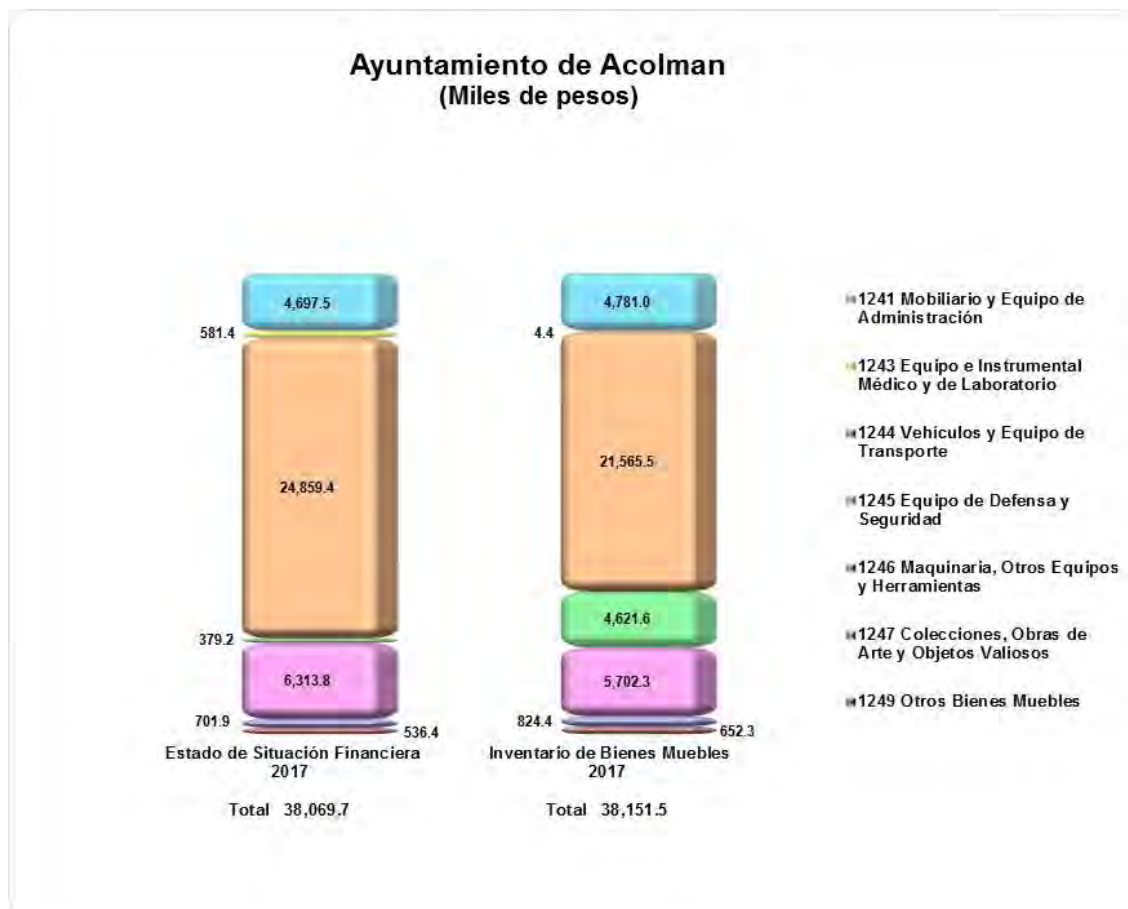 Ayuntamiento de Acolman
(Miles de pesos)
4,697.5
581.4
24,859.4
379.2
6,313.8
701.9
536.4
Estado de Situación Financiera
2017
Total 38,069.7
4,781.0
4.4
21,565.5
4,621.6
5,702.3
824.4
652.3
Inventario de Bienes Muebles
2017
Total 38,151.5
1241 Mobiliario y Equipo de
Administración
1243 Equipo e Instrumental
Médico y de Laboratorio
1244 Vehículos y Equipo de
Transporte
1245 Equipo de Defensa y
Seguridad
1246 Maquinaria, Otros Equipos
y Herramientas
1247 Colecciones, Obras de
Arte y Objetos Valiosos
1249 Otros Bienes Muebles